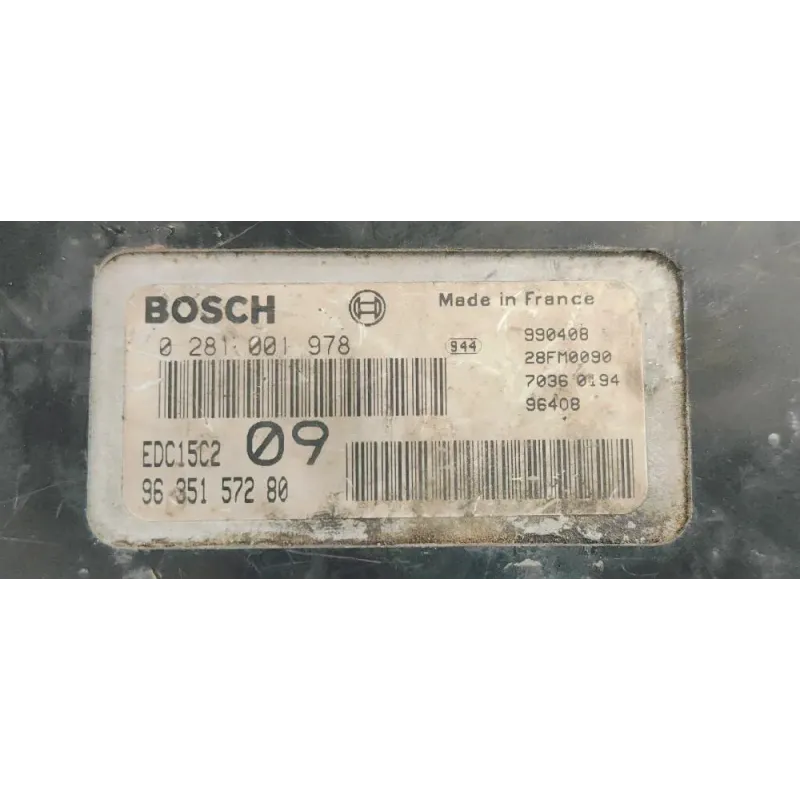 BOSCH
Made in France
0 281 001 978
944
990408
28FM0090
7036 0194
96408
EDC15C2
09
96 351 572 80